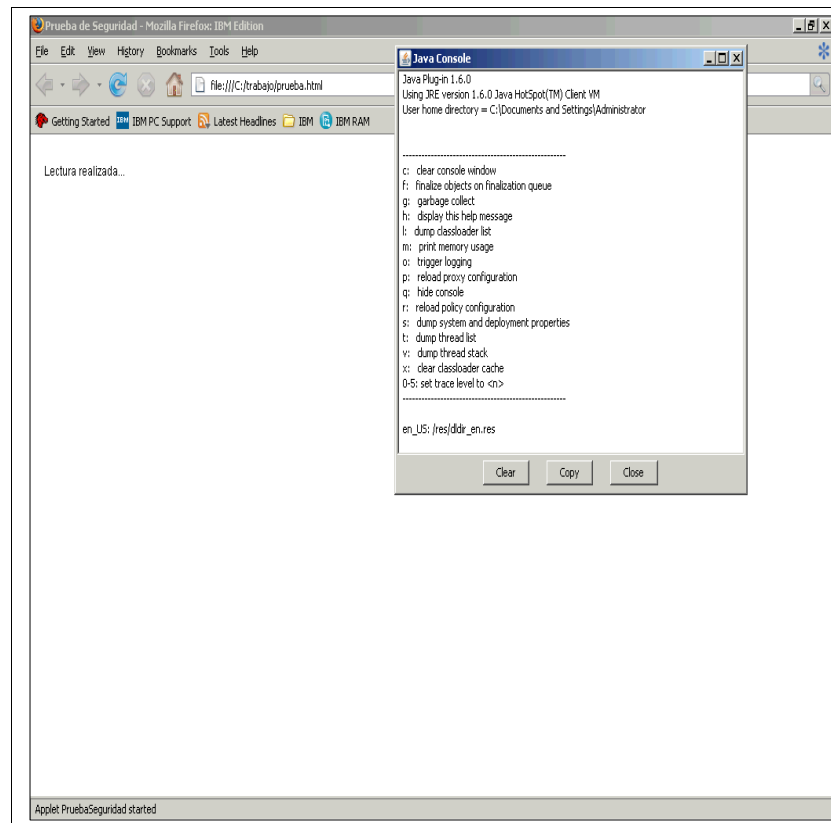 Prueba de Seguridad - Mozilla Firefox: IBM Edition
File Edit View History Bookmarks Tools Help
file:///C:/trabajo/prueba.html
Getting Started IBM IBM PC Support Latest Headlines IBM IBM RAM
Lectura realizada...
Java Console
Java Plug-in 1.6.0
Using JRE version 1.6.0 Java HotSpot(TM) Client VM
User home directory = C:\Documents and Settings\Administrator
----------------------------------------------------
c: clear console window
f: finalize objects on finalization queue
g: garbage collect
h: display this help message
l: dump classloader list
m: print memory usage
o: trigger logging
p: reload proxy configuration
q: hide console
r: reload policy configuration
s: dump system and deployment properties
t: dump thread list
v: dump thread stack
x: clear classloader cache
0-5: set trace level to <n>
----------------------------------------------------
en_US: /res/dldir_en.res
Clear Copy Close
Applet PruebaSeguridad started